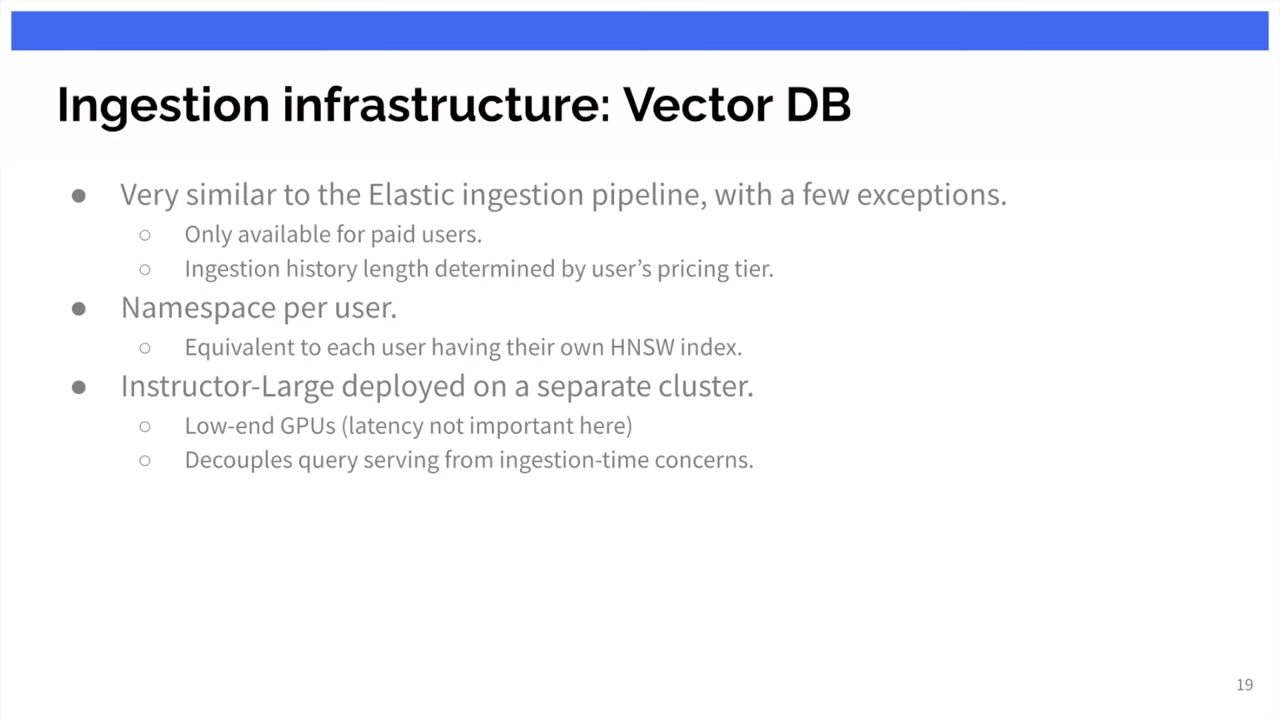 Ingestion infrastructure: Vector DB
● Very similar to the Elastic ingestion pipeline, with a few exceptions.
○ Only available for paid users.
○ Ingestion history length determined by user’s pricing tier.
● Namespace per user.
○ Equivalent to each user having their own HNSW index.
● Instructor-Large deployed on a separate cluster.
○ Low-end GPUs (latency not important here)
○ Decouples query serving from ingestion-time concerns.
19